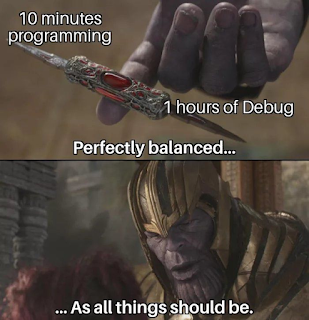 10 minutes
programming
1 hours of Debug
Perfectly balanced...
... As all things should be.